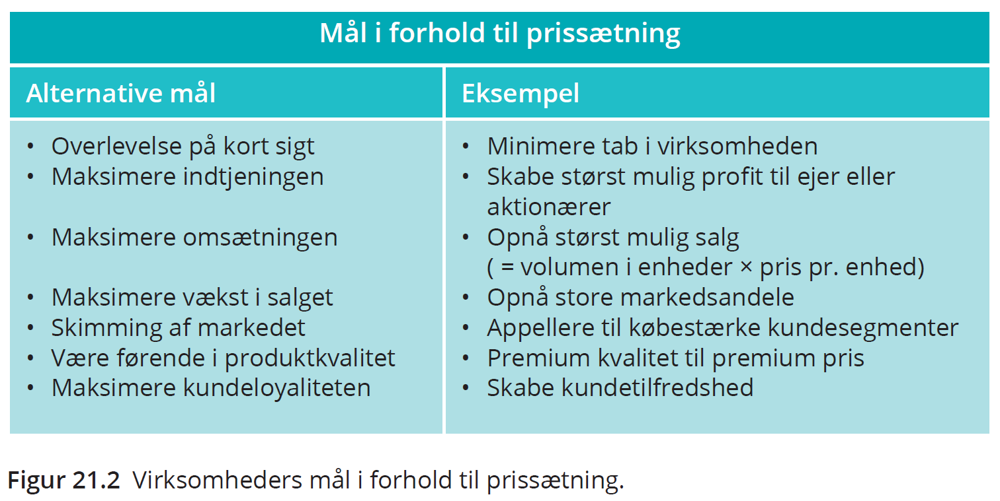 Mål i forhold til prissætning
Alternative mål
Eksempel
• Overlevelse på kort sigt
• Maksimere indtjeningen
• Maksimere omsætningen
• Maksimere vækst i salget
• Skimming af markedet
• Være førende i produktkvalitet
• Maksimere kundeloyaliteten
• Minimere tab i virksomheden
• Skabe størst mulig profit til ejer eller
aktionærer
• Opnå størst mulig salg
( = volumen i enheder × pris pr. enhed)
• Opnå store markedsandele
• Appellere til købestærke kundesegmenter
• Premium kvalitet til premium pris
• Skabe kundetilfredshed
Figur 21.2 Virksomheders mål i forhold til prissætning.